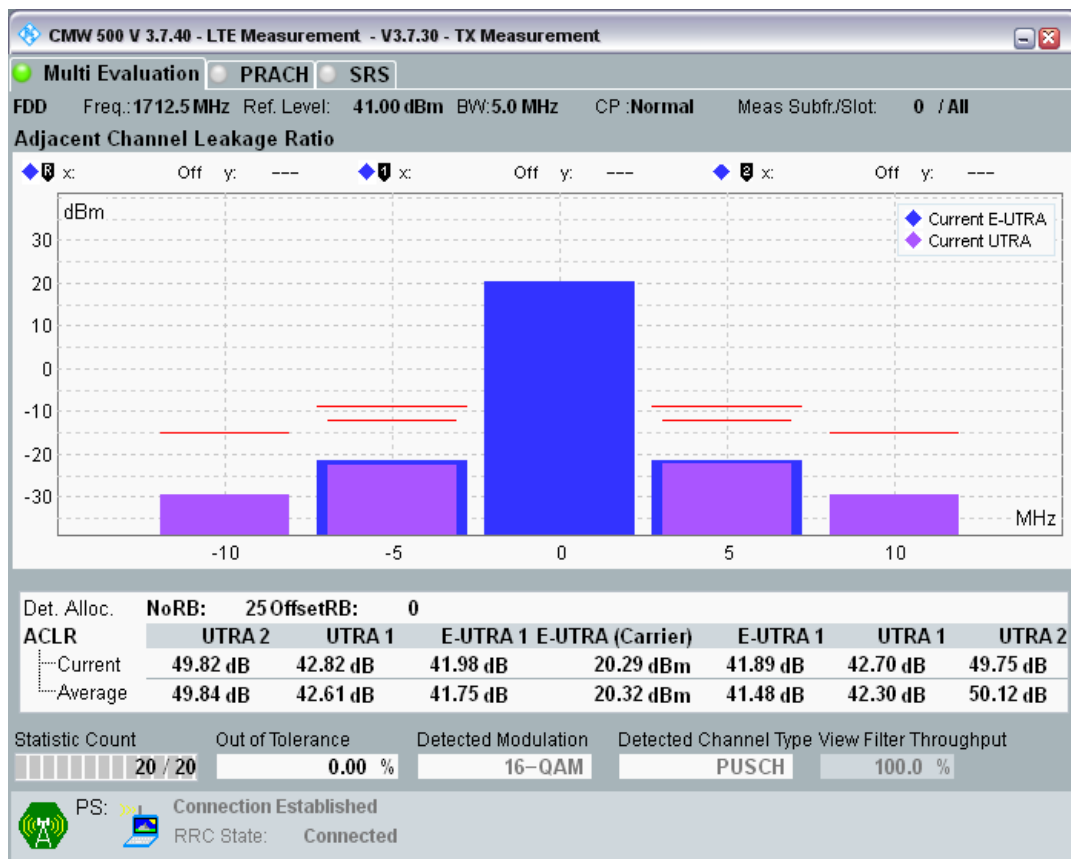 CMW 500 V 3.7.40 - LTE Measurement - V3.7.30 - TX Measurement
Multi Evaluation PRACH SRS
FDD Freq.: 1712.5 MHz Ref. Level: 41.00 dBm BW: 5.0 MHz CP : Normal Meas Subfr./Slot: 0 / All
Adjacent Channel Leakage Ratio
R x: Off y: --- 1 x: Off y: --- 2 x: Off y: ---
dBm
Current E-UTRA
Current UTRA
30
20
10
0
-10
-20
-30
MHz
-10 -5 0 5 10
Det. Alloc. NoRB: 25 OffsetRB: 0
ACLR UTRA 2 UTRA 1 E-UTRA 1 E-UTRA (Carrier) E-UTRA 1 UTRA 1 UTRA 2
Current 49.82 dB 42.82 dB 41.98 dB 20.29 dBm 41.89 dB 42.70 dB 49.75 dB
Average 49.84 dB 42.61 dB 41.75 dB 20.32 dBm 41.48 dB 42.30 dB 50.12 dB
Statistic Count Out of Tolerance Detected Modulation Detected Channel Type View Filter Throughput
20 / 20 0.00 % 16-QAM PUSCH 100.0 %
PS: Connection Established
RRC State: Connected